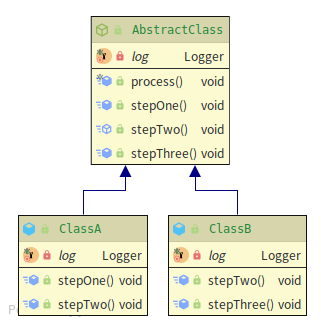 AbstractClass
log Logger
process() void
stepOne() void
stepTwo() void
stepThree() void
ClassA
log Logger
stepOne() void
stepTwo() void
ClassB
log Logger
stepTwo() void
stepThree() void